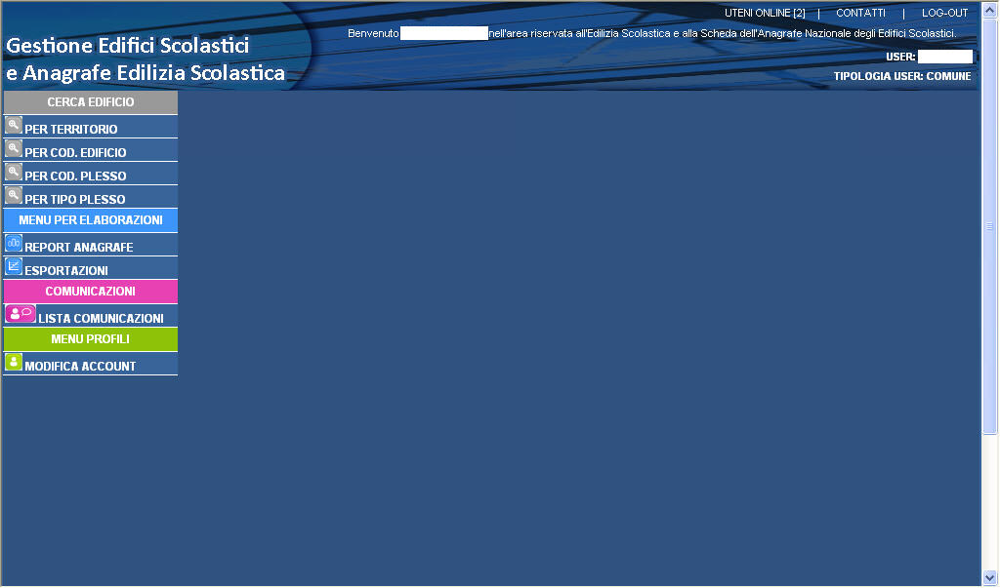 UTENI ONLINE [2] | CONTATTI | LOG-OUT
Benvenuto nell'area riservata all'Edilizia Scolastica e alla Scheda dell'Anagrafe Nazionale degli Edifici Scolastici.
Gestione Edifici Scolastici
e Anagrafe Edilizia Scolastica
USER:
TIPOLOGIA USER: COMUNE
CERCA EDIFICIO
PER TERRITORIO
PER COD. EDIFICIO
PER COD. PLESSO
PER TIPO PLESSO
MENU PER ELABORAZIONI
REPORT ANAGRAFE
ESPORTAZIONI
COMUNICAZIONI
LISTA COMUNICAZIONI
MENU PROFILI
MODIFICA ACCOUNT